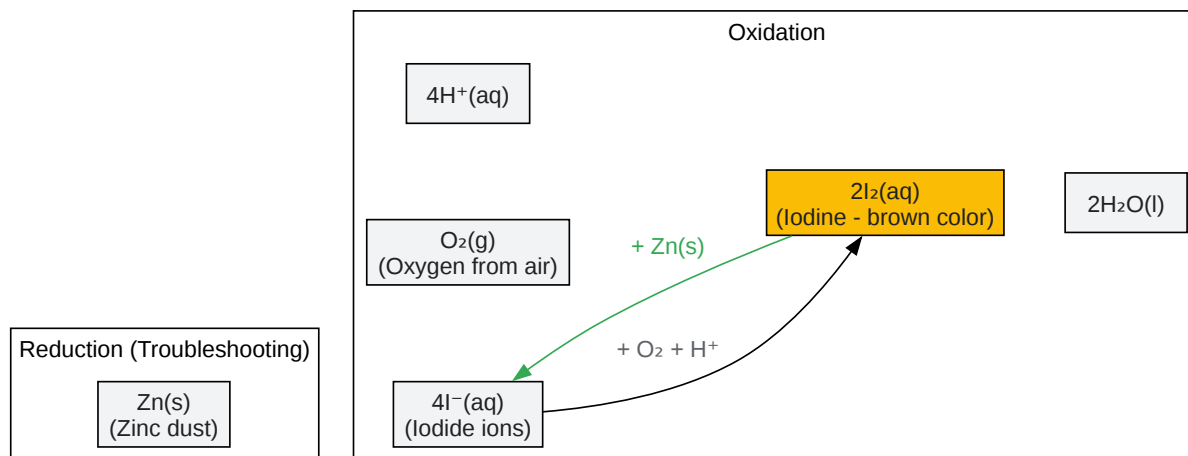 Oxidation
4H⁺(aq)
2I₂(aq)
(Iodine - brown color)
2H₂O(l)
O₂(g)
(Oxygen from air)
+ Zn(s)
+ O₂ + H⁺
Reduction (Troubleshooting)
Zn(s)
(Zinc dust)
4I⁻(aq)
(Iodide ions)